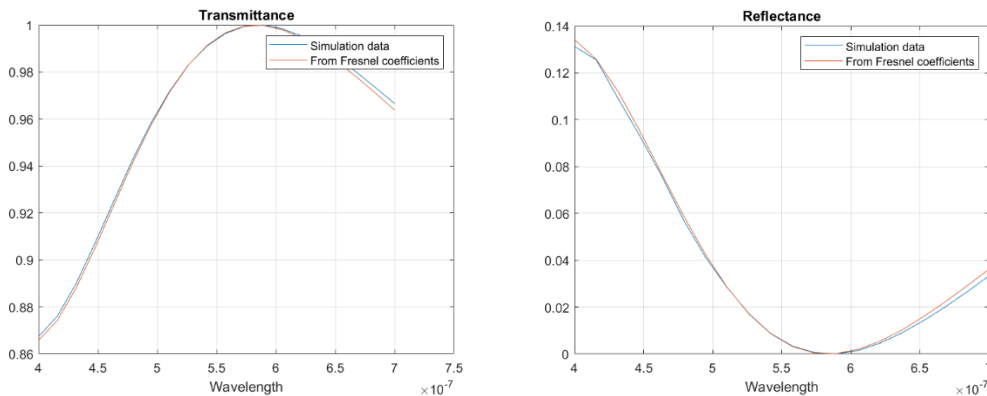 Transmittance
1
0.98
0.96
0.94
0.92
0.9
0.88
0.86
Simulation data
From Fresnel coefficients
4 4.5 5 5.5 6 6.5 7 7.5
Wavelength
×10⁻⁷
Reflectance
0.14
0.12
0.1
0.08
0.06
0.04
0.02
0
Simulation data
From Fresnel coefficients
4 4.5 5 5.5 6 6.5 7
Wavelength
×10⁻⁷